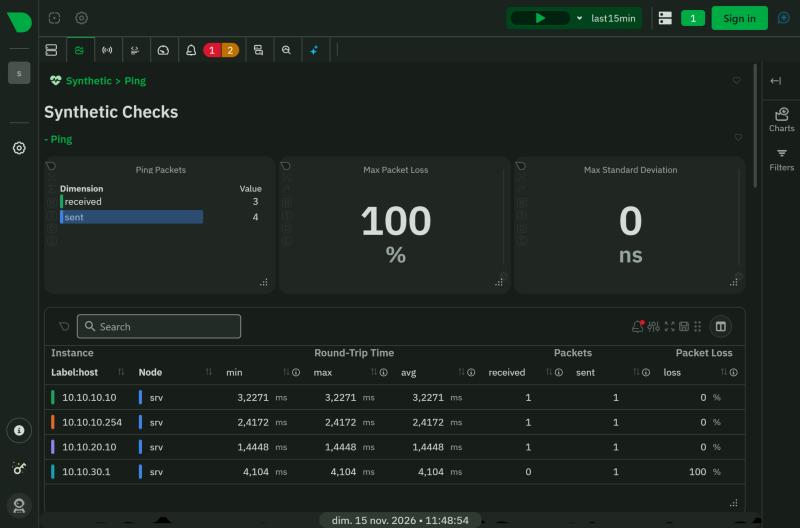 last15min
1
Sign in
s
1 2
Synthetic > Ping
Synthetic Checks
- Ping
Charts
Filters
Ping Packets
Dimension Value
received 3
sent 4
Max Packet Loss
100
%
Max Standard Deviation
0
ns
Search
Instance Round-Trip Time Packets Packet Loss
Label:host Node min max avg received sent loss
10.10.10.10 srv 3,2271 ms 3,2271 ms 3,2271 ms 1 1 0 %
10.10.10.254 srv 2,4172 ms 2,4172 ms 2,4172 ms 1 1 0 %
10.10.20.10 srv 1,4448 ms 1,4448 ms 1,4448 ms 1 1 0 %
10.10.30.1 srv 4,104 ms 4,104 ms 4,104 ms 0 1 100 %
dim. 15 nov. 2026 • 11:48:54